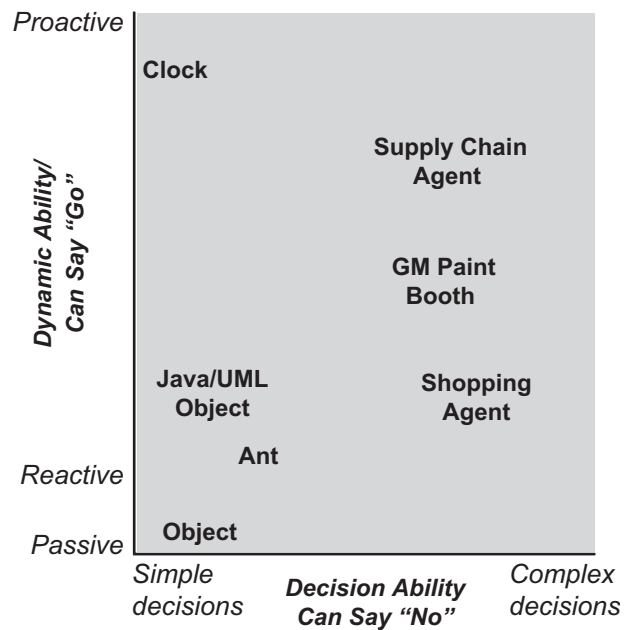 Proactive
Clock
Supply Chain
Agent
Dynamic Ability/
Can Say “Go”
GM Paint
Booth
Java/UML
Object
Shopping
Agent
Ant
Reactive
Object
Passive
Simple
decisions
Decision Ability
Can Say “No”
Complex
decisions